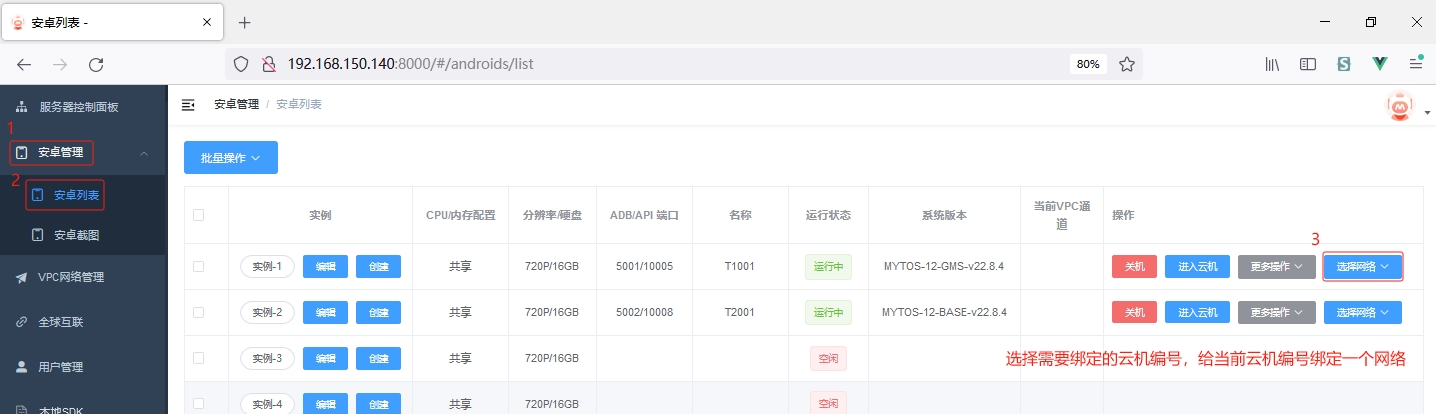 安卓列表 -
192.168.150.140:8000/#/androids/list
80%
服务器控制面板
安卓管理 / 安卓列表
1
安卓管理
批量操作
2
安卓列表
安卓截图
VPC网络管理
全球互联
用户管理
本地SDK
实例 CPU/内存配置 分辨率/硬盘 ADB/API 端口 名称 运行状态 系统版本 当前VPC通道 操作
3
实例-1 编辑 创建 共享 720P/16GB 5001/10005 T1001 运行中 MYTOS-12-GMS-v22.8.4 关机 进入云机 更多操作 选择网络
实例-2 编辑 创建 共享 720P/16GB 5002/10008 T2001 运行中 MYTOS-12-BASE-v22.8.4 关机 进入云机 更多操作 选择网络
实例-3 编辑 创建 共享 720P/16GB 空闲
选择需要绑定的云机编号，给当前云机编号绑定一个网络
实例-4 编辑 创建 共享 720P/16GB 空闲